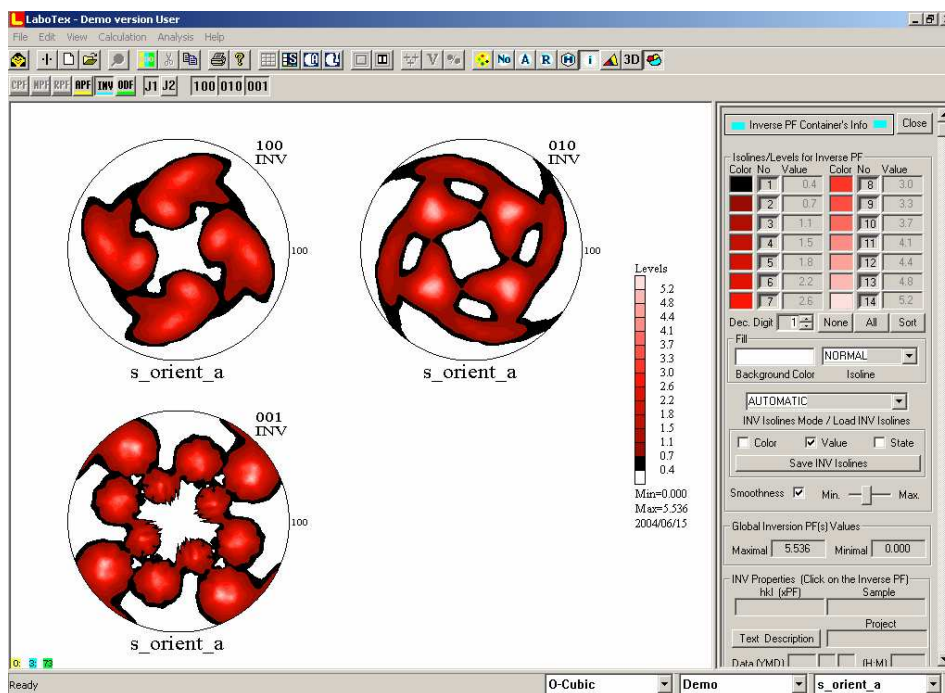 LaboTex - Demo version User
File Edit View Calculation Analysis Help
No A R H i 3D
CPF NPF RPF APF INV ODF J1 J2 100 010 001
100
INV
100
s_orient_a
010
INV
s_orient_a
001
INV
100
s_orient_a
Levels
5.2
4.8
4.4
4.1
3.7
3.3
3.0
2.6
2.2
1.8
1.5
1.1
0.7
0.4
Min=0.000
Max=5.536
2004/06/15
Inverse PF Container's Info Close
Isolines/Levels for Inverse PF
Color No Value Color No Value
1 0.4 8 3.0
2 0.7 9 3.3
3 1.1 10 3.7
4 1.5 11 4.1
5 1.8 12 4.4
6 2.2 13 4.8
7 2.6 14 5.2
Dec. Digit 1 None All Sort
Fill
NORMAL
Background Color Isoline
AUTOMATIC
INV Isolines Mode / Load INV Isolines
Color Value State
Save INV Isolines
Smoothness Min. Max.
Global Inversion PF(s) Values
Maximal 5.536 Minimal 0.000
INV Properties (Click on the Inverse PF)
hkl (xPF) Sample
Project
Text Description
Data (YMD) (H:M)
0: 3: 73
Ready O-Cubic Demo s_orient_a